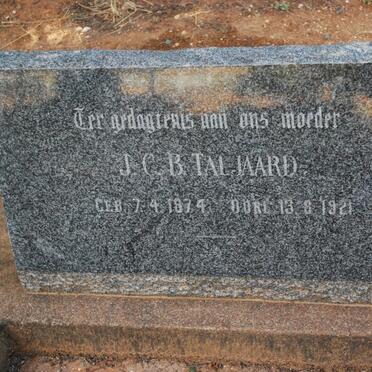 Ter gedagtenis aan ons moeder
J. C. B. TALJAARD.
GEB. 7.4.1874 OORL. 13.8.1921